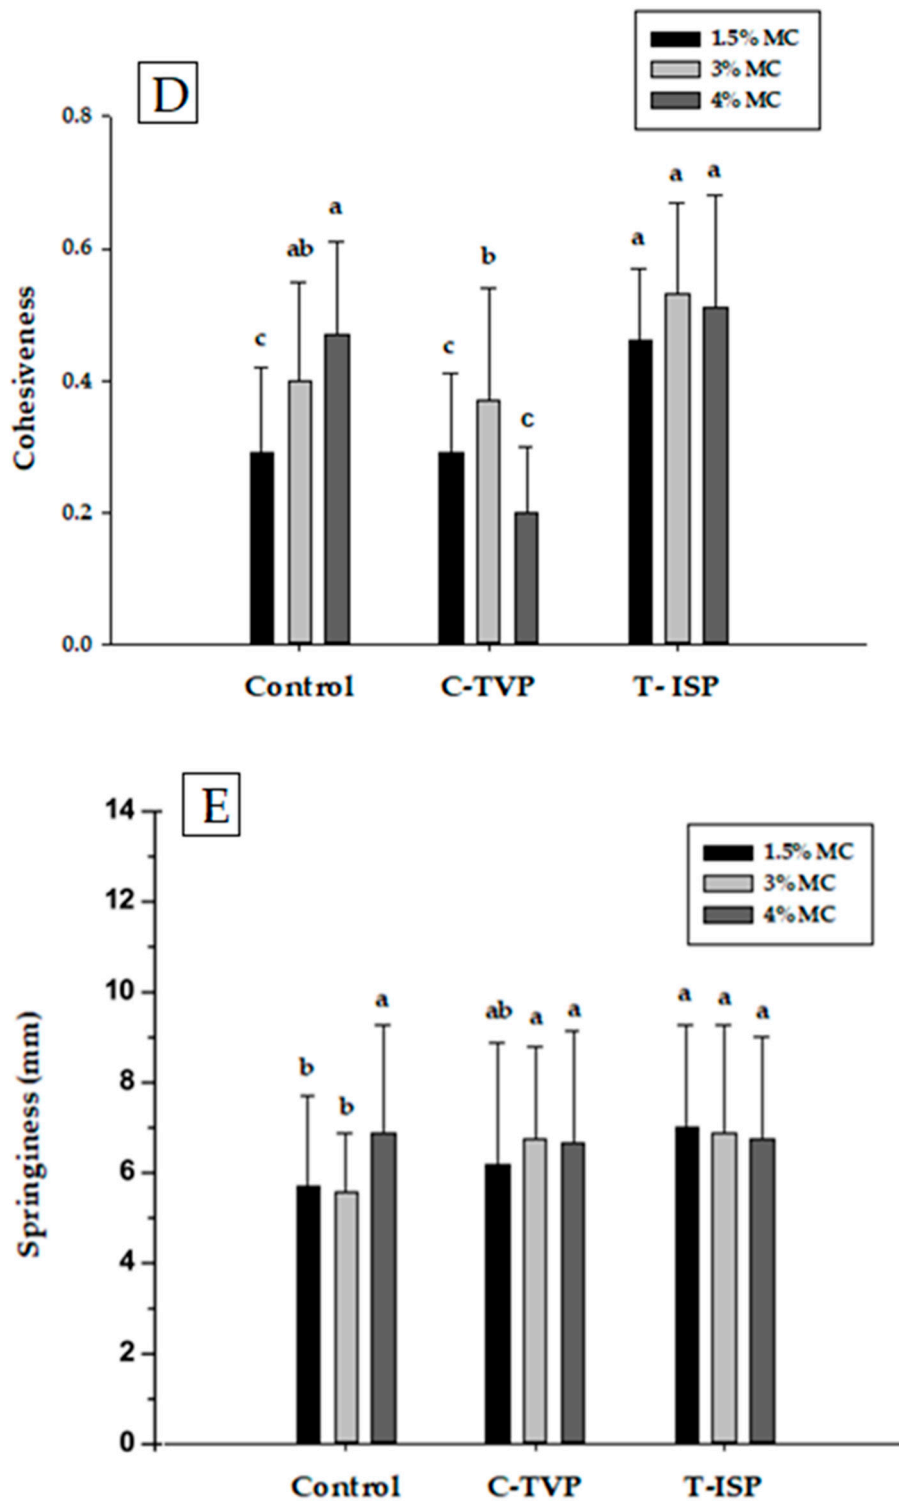 D
1.5% MC
3% MC
4% MC
0.8
0.6
0.4
0.2
0.0
Cohesiveness
c ab a
c b c
a a a
Control C-TVP T- ISP
E
1.5% MC
3% MC
4% MC
14
12
10
8
6
4
2
0
Springiness (mm)
b b a
ab a a
a a a
Control C-TVP T-ISP